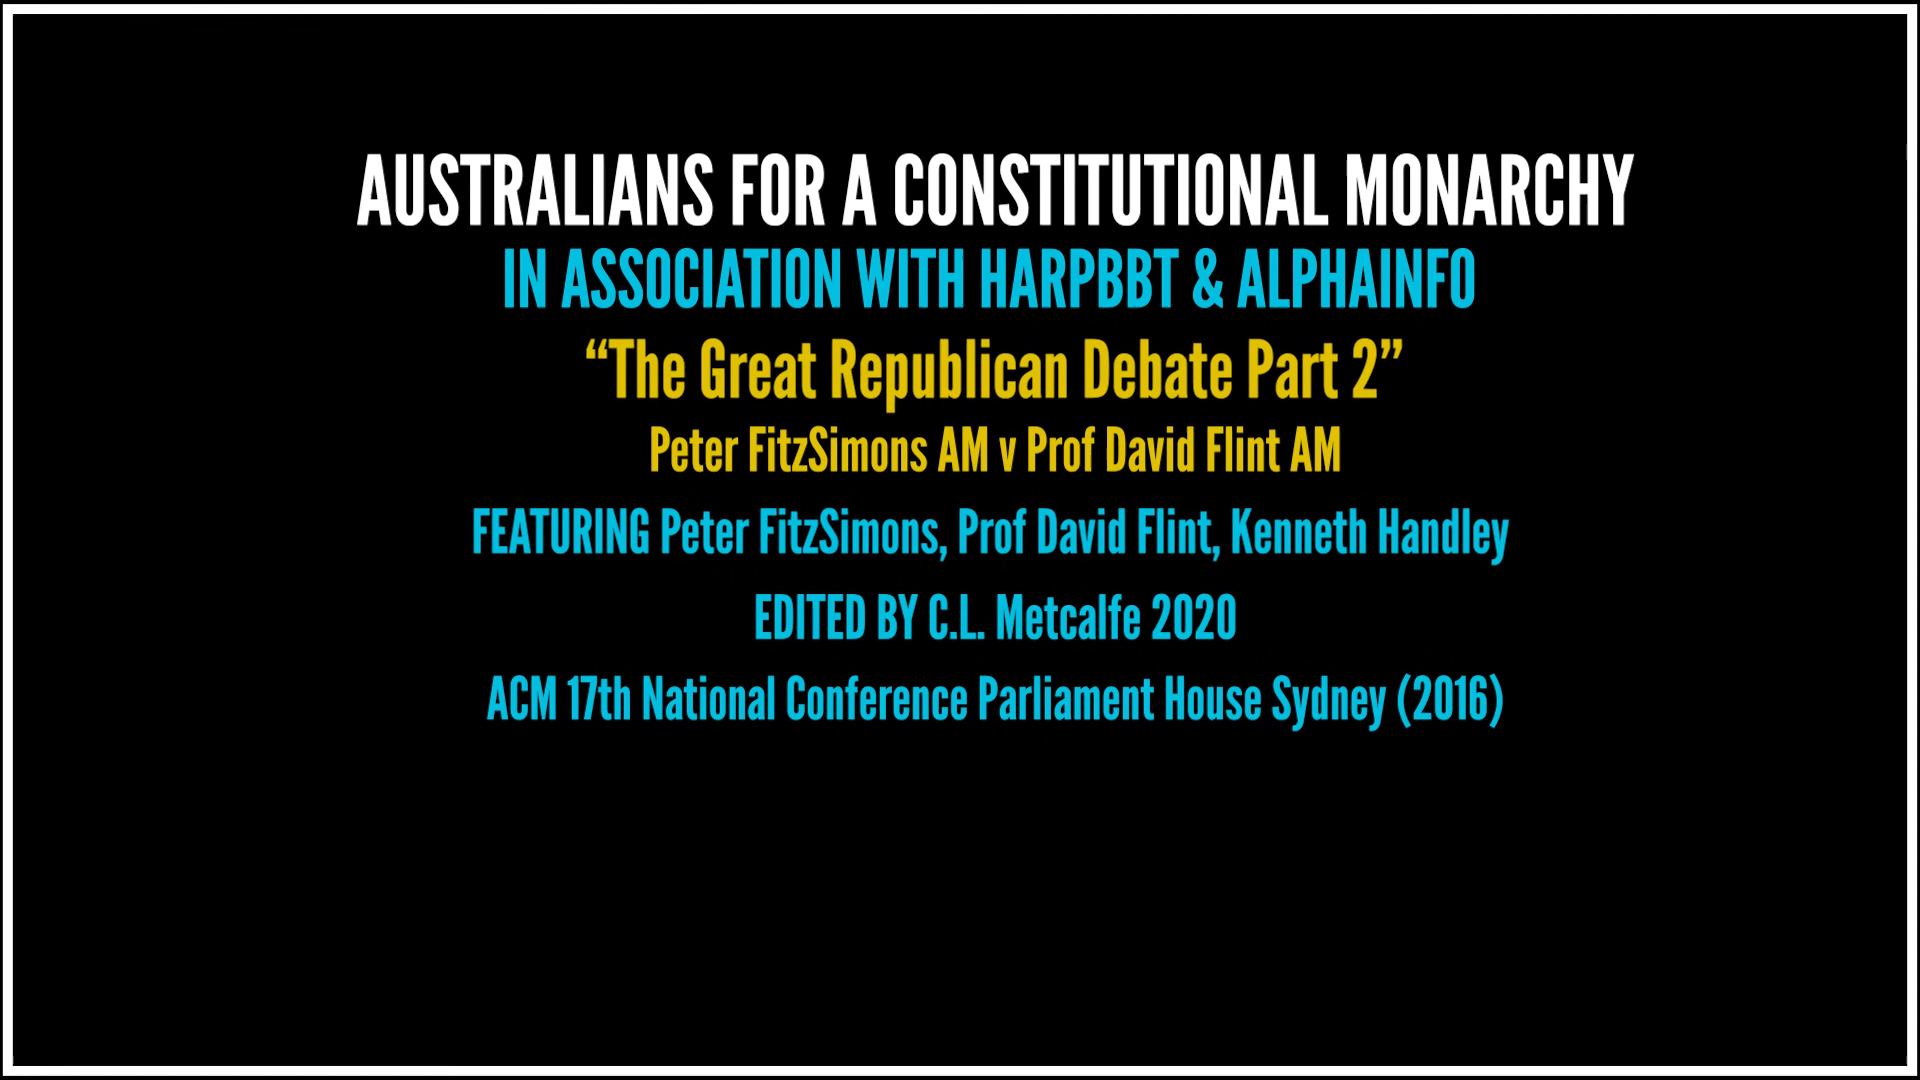 AUSTRALIANS FOR A CONSTITUTIONAL MONARCHY
IN ASSOCIATION WITH HARPBBT & ALPHAINFO
“The Great Republican Debate Part 2”
Peter FitzSimons AM v Prof David Flint AM
FEATURING Peter FitzSimons, Prof David Flint, Kenneth Handley
EDITED BY C.L. Metcalfe 2020
ACM 17th National Conference Parliament House Sydney (2016)